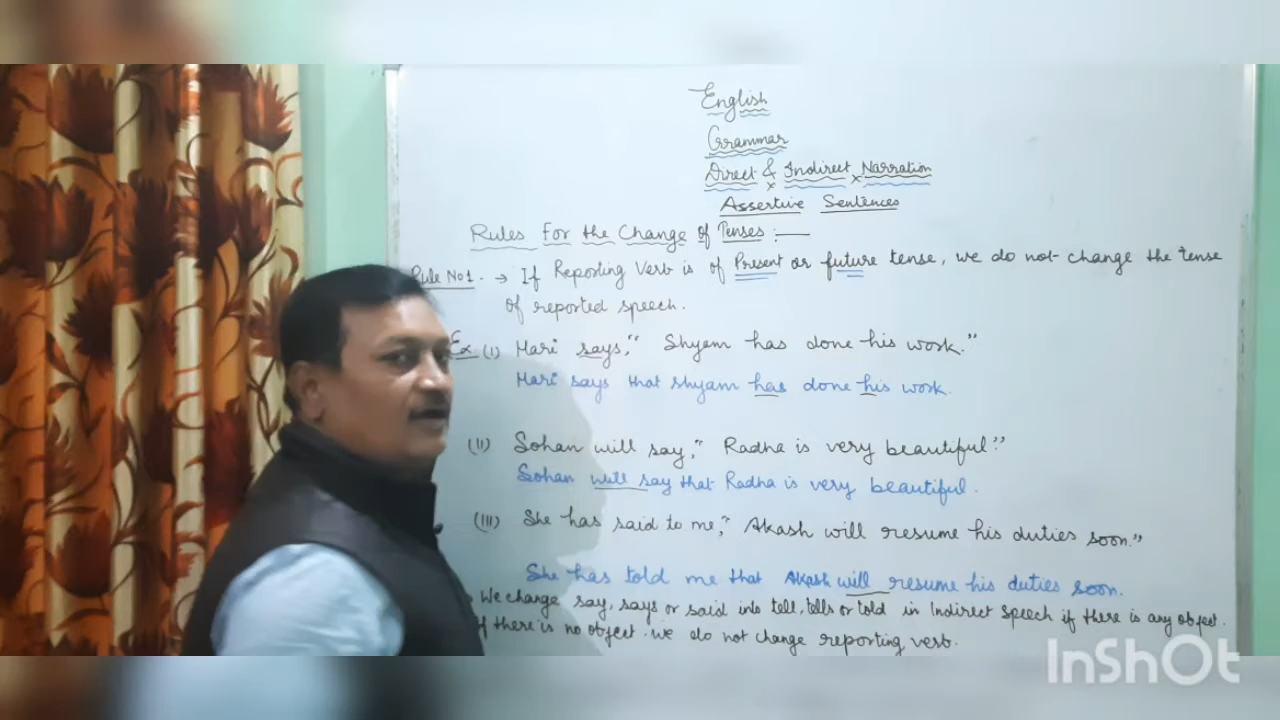 English
Grammar
Direct & Indirect Narration
Assertive Sentences
Rules For the Change of Tenses :—
Rule No 1. → If Reporting Verb is of Present or future tense, we do not change the tense
of reported speech.
Ex (I) Hari says, "Shyam has done his work."
Hari says that Shyam has done his work.
(II) Sohan will say, "Radha is very beautiful."
Sohan will say that Radha is very beautiful.
(III) She has said to me, "Akash will resume his duties soon."
She has told me that Akash will resume his duties soon.
We change say, says or said into tell, tells or told in Indirect speech if there is any object.
If there is no object, we do not change reporting verb.
InShOt